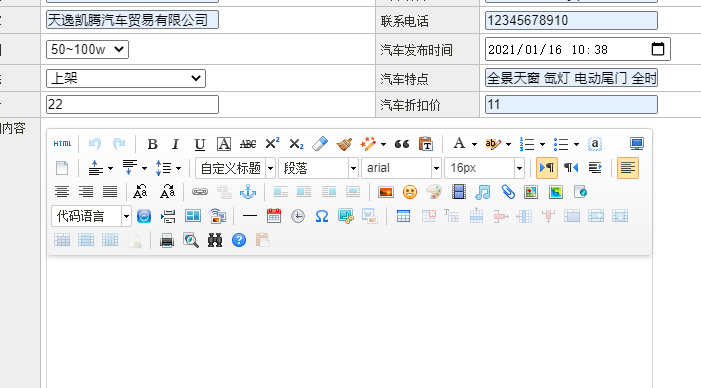 天逸凯腾汽车贸易有限公司 联系电话 12345678910
50~100w 汽车发布时间 2021/01/16 10:38
上架 汽车特点 全景天窗 氙灯 电动尾门 全时
22 汽车折扣价 11
内容
HTML B I U A ABC X² X₂ A ab a
自定义标题 段落 arial 16px
代码语言